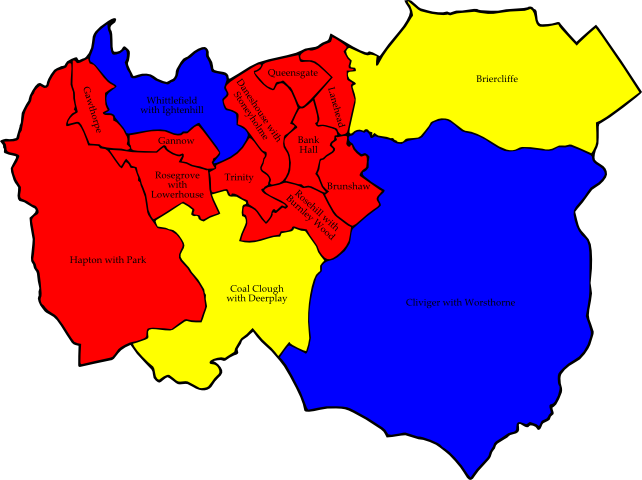 Briercliffe
Queensgate
Lanehead
Daneshouse with
Stoneyholme
Gawthorpe
Whittlefield
with Ightenhill
Gannow
Bank
Hall
Rosegrove
with
Lowerhouse
Trinity
Brunshaw
Rosehill with
Burnley Wood
Hapton with Park
Coal Clough
with Deerplay
Cliviger with Worsthorne